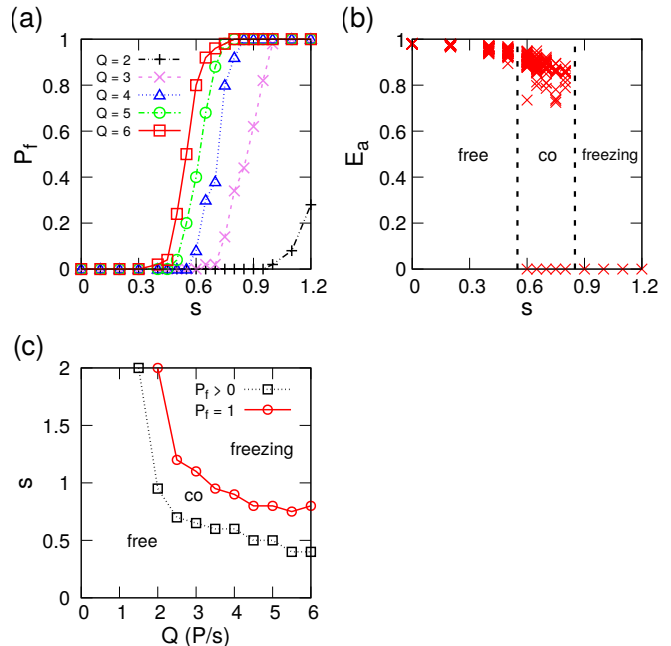 (a)
1
0.8
0.6
0.4
0.2
0
P_f
Q = 2
Q = 3
Q = 4
Q = 5
Q = 6
0 0.3 0.6 0.9 1.2
s
(b)
1
0.8
0.6
0.4
0.2
0
E_a
free co freezing
0 0.3 0.6 0.9 1.2
s
(c)
2
1.5
1
0.5
0
s
P_f > 0
P_f = 1
freezing
co
free
0 1 2 3 4 5 6
Q (P/s)